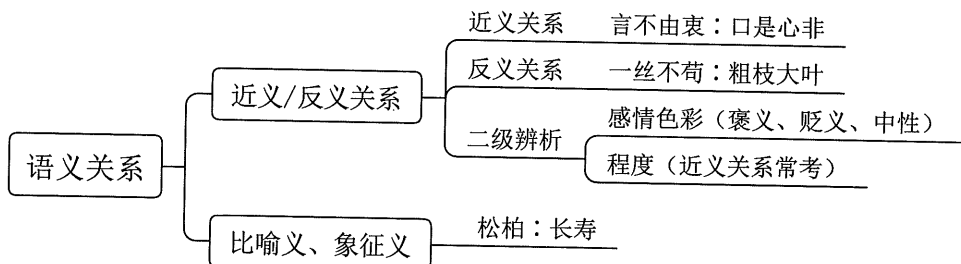 近义关系 言不由衷：口是心非
反义关系 一丝不苟：粗枝大叶
近义/反义关系
感情色彩（褒义、贬义、中性）
二级辨析
程度（近义关系常考）
语义关系
松柏：长寿
比喻义、象征义